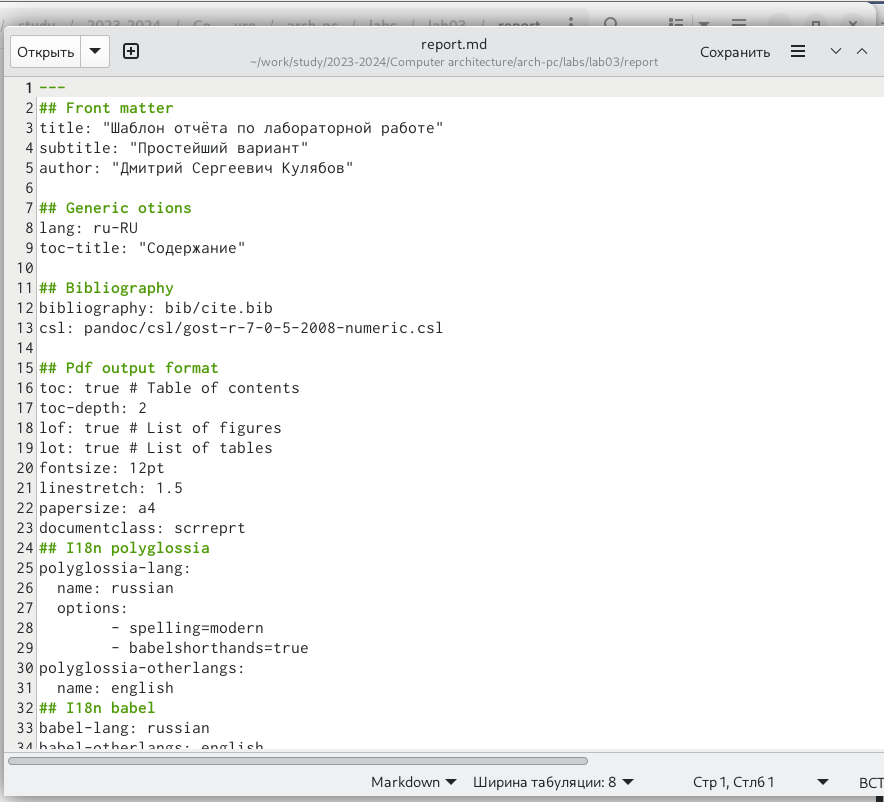 study / 2023-2024 / Co ure / arch-pc / labs / lab03 / report
Открыть
report.md
~/work/study/2023-2024/Computer architecture/arch-pc/labs/lab03/report
Сохранить
1 ---
2 ## Front matter
3 title: "Шаблон отчёта по лабораторной работе"
4 subtitle: "Простейший вариант"
5 author: "Дмитрий Сергеевич Кулябов"
6
7 ## Generic otions
8 lang: ru-RU
9 toc-title: "Содержание"
10
11 ## Bibliography
12 bibliography: bib/cite.bib
13 csl: pandoc/csl/gost-r-7-0-5-2008-numeric.csl
14
15 ## Pdf output format
16 toc: true # Table of contents
17 toc-depth: 2
18 lof: true # List of figures
19 lot: true # List of tables
20 fontsize: 12pt
21 linestretch: 1.5
22 papersize: a4
23 documentclass: scrreprt
24 ## I18n polyglossia
25 polyglossia-lang:
26   name: russian
27   options:
28         - spelling=modern
29         - babelshorthands=true
30 polyglossia-otherlangs:
31   name: english
32 ## I18n babel
33 babel-lang: russian
34 babel-otherlangs: english
Markdown Ширина табуляции: 8 Стр 1, Стлб 1 ВСТ